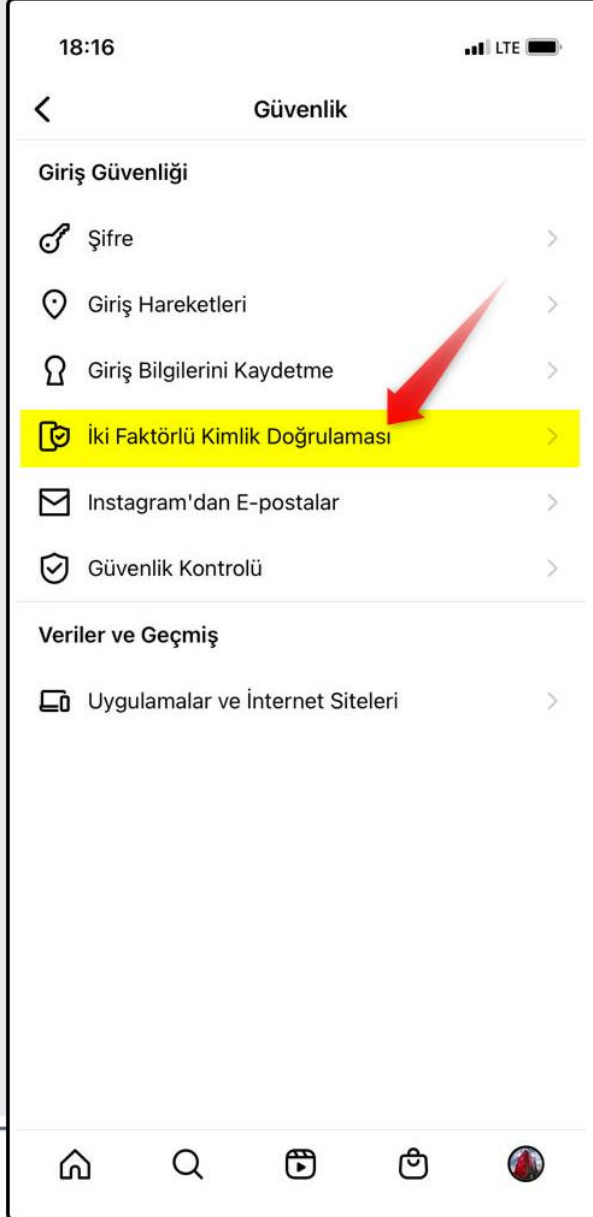 18:16
LTE
Güvenlik
Giriş Güvenliği
Şifre
Giriş Hareketleri
Giriş Bilgilerini Kaydetme
İki Faktörlü Kimlik Doğrulaması
Instagram'dan E-postalar
Güvenlik Kontrolü
Veriler ve Geçmiş
Uygulamalar ve İnternet Siteleri